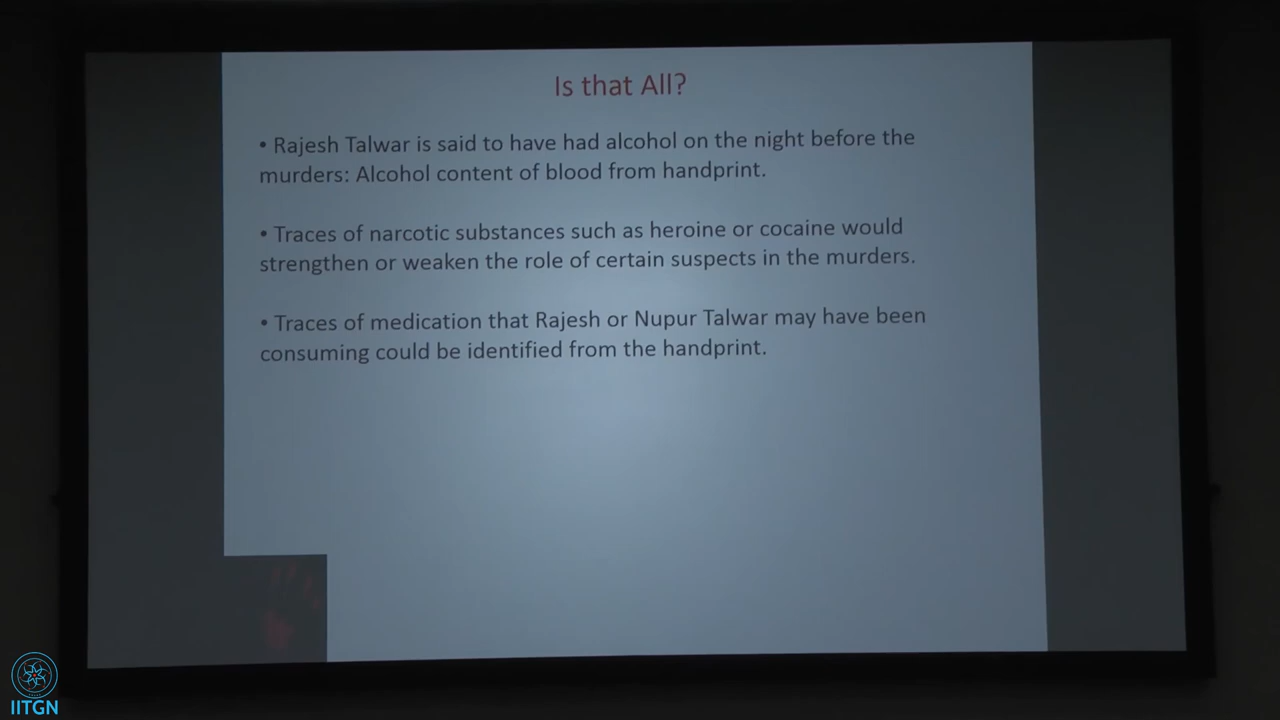 Is that All?
• Rajesh Talwar is said to have had alcohol on the night before the
murders: Alcohol content of blood from handprint.
• Traces of narcotic substances such as heroine or cocaine would
strengthen or weaken the role of certain suspects in the murders.
• Traces of medication that Rajesh or Nupur Talwar may have been
consuming could be identified from the handprint.
IITGN